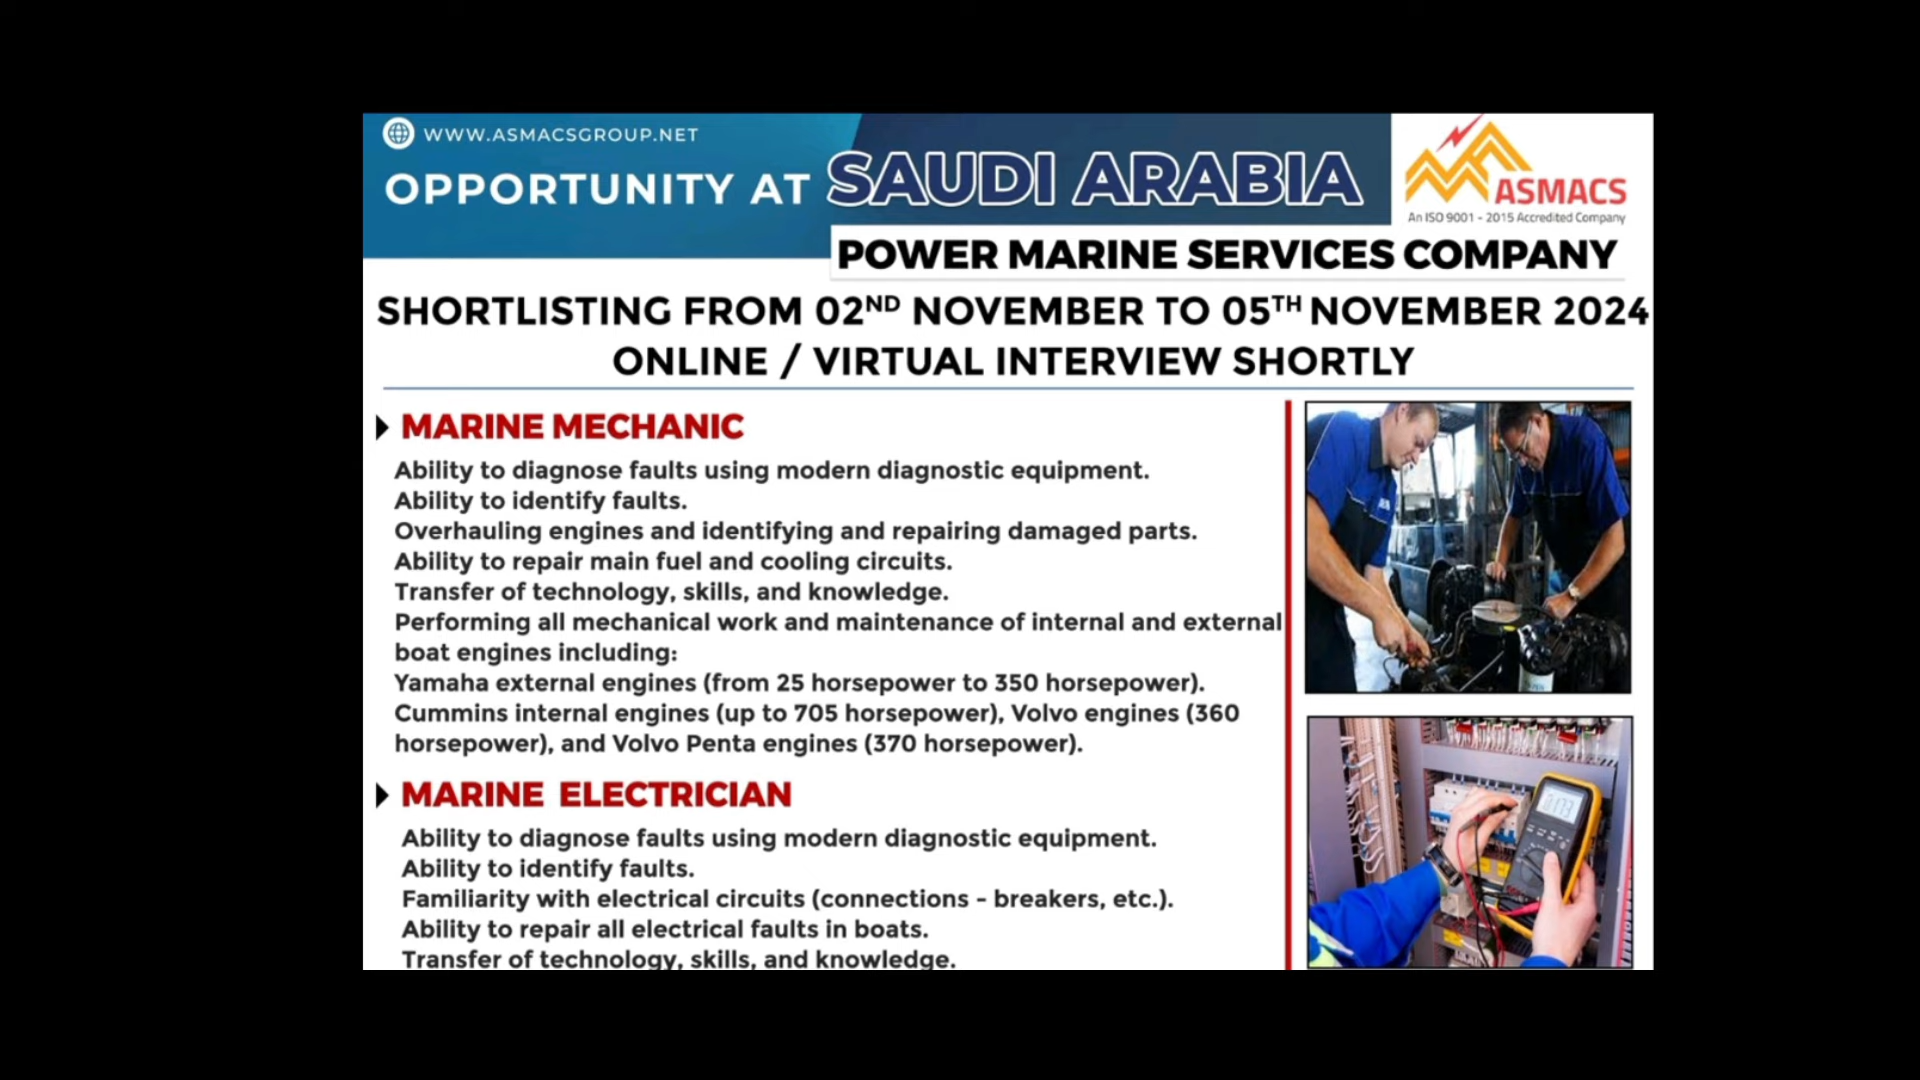 WWW.ASMACSGROUP.NET
OPPORTUNITY AT SAUDI ARABIA
ASMACS
An ISO 9001 - 2015 Accredited Company
POWER MARINE SERVICES COMPANY
SHORTLISTING FROM 02ND NOVEMBER TO 05TH NOVEMBER 2024
ONLINE / VIRTUAL INTERVIEW SHORTLY
MARINE MECHANIC
Ability to diagnose faults using modern diagnostic equipment.
Ability to identify faults.
Overhauling engines and identifying and repairing damaged parts.
Ability to repair main fuel and cooling circuits.
Transfer of technology, skills, and knowledge.
Performing all mechanical work and maintenance of internal and external
boat engines including:
Yamaha external engines (from 25 horsepower to 350 horsepower).
Cummins internal engines (up to 705 horsepower), Volvo engines (360
horsepower), and Volvo Penta engines (370 horsepower).
MARINE ELECTRICIAN
Ability to diagnose faults using modern diagnostic equipment.
Ability to identify faults.
Familiarity with electrical circuits (connections - breakers, etc.).
Ability to repair all electrical faults in boats.
Transfer of technology, skills, and knowledge.